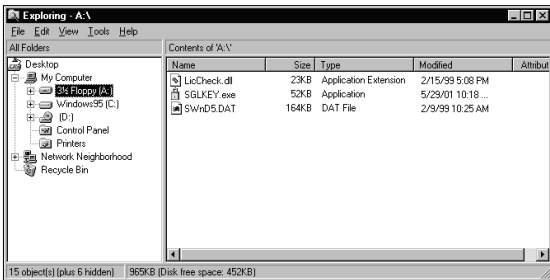 Exploring - A:\
File Edit View Tools Help
All Folders
Contents of 'A:\'
Desktop
My Computer
3½ Floppy (A:)
Windows95 (C:)
(D:)
Control Panel
Printers
Network Neighborhood
Recycle Bin
Name Size Type Modified Attribut
LicCheck.dll 23KB Application Extension 2/15/99 5:08 PM
SGLKEY.exe 52KB Application 5/29/01 10:18 ...
SWnD5.DAT 164KB DAT File 2/9/99 10:25 AM
15 object(s) (plus 6 hidden) 965KB (Disk free space: 452KB)